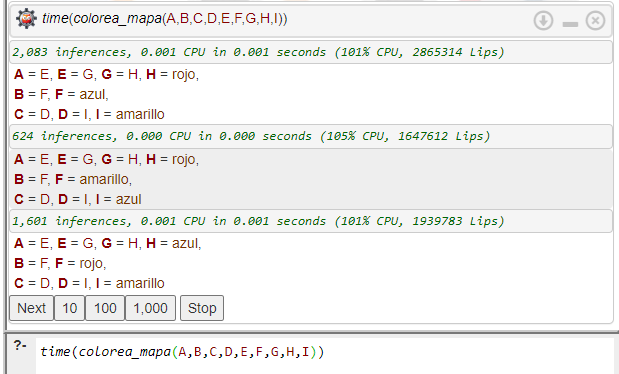 time(colorea_mapa(A,B,C,D,E,F,G,H,I))
2,083 inferences, 0.001 CPU in 0.001 seconds (101% CPU, 2865314 Lips)
A = E, E = G, G = H, H = rojo,
B = F, F = azul,
C = D, D = I, I = amarillo
624 inferences, 0.000 CPU in 0.000 seconds (105% CPU, 1647612 Lips)
A = E, E = G, G = H, H = rojo,
B = F, F = amarillo,
C = D, D = I, I = azul
1,601 inferences, 0.001 CPU in 0.001 seconds (101% CPU, 1939783 Lips)
A = E, E = G, G = H, H = azul,
B = F, F = rojo,
C = D, D = I, I = amarillo
Next 10 100 1,000 Stop
?- time(colorea_mapa(A,B,C,D,E,F,G,H,I))